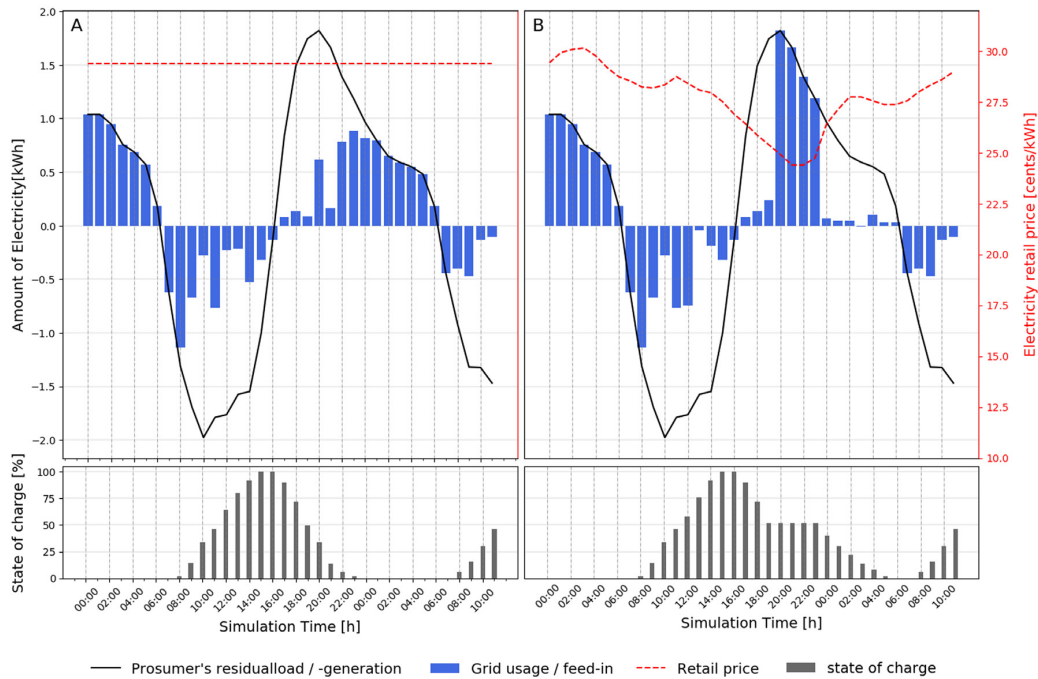 A
B
2.0
1.5
1.0
0.5
0.0
−0.5
−1.0
−1.5
−2.0
Amount of Electricity[kWh]
30.0
27.5
25.0
22.5
20.0
17.5
15.0
12.5
10.0
Electricity retail price [cents/kWh]
100
75
50
25
0
State of charge [%]
00:00 02:00 04:00 06:00 08:00 10:00 12:00 14:00 16:00 18:00 20:00 22:00 00:00 02:00 04:00 06:00 08:00 10:00
00:00 02:00 04:00 06:00 08:00 10:00 12:00 14:00 16:00 18:00 20:00 22:00 00:00 02:00 04:00 06:00 08:00 10:00
Simulation Time [h]
Simulation Time [h]
Prosumer's residualload / -generation
Grid usage / feed-in
Retail price
state of charge